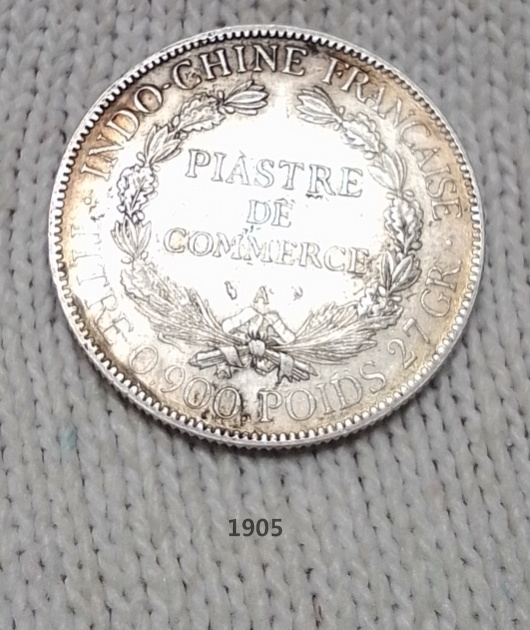 INDO-CHINE FRANÇAISE
PIASTRE
DE
COMMERCE
A
TITRE 0,900. POIDS 27 GR.
1905